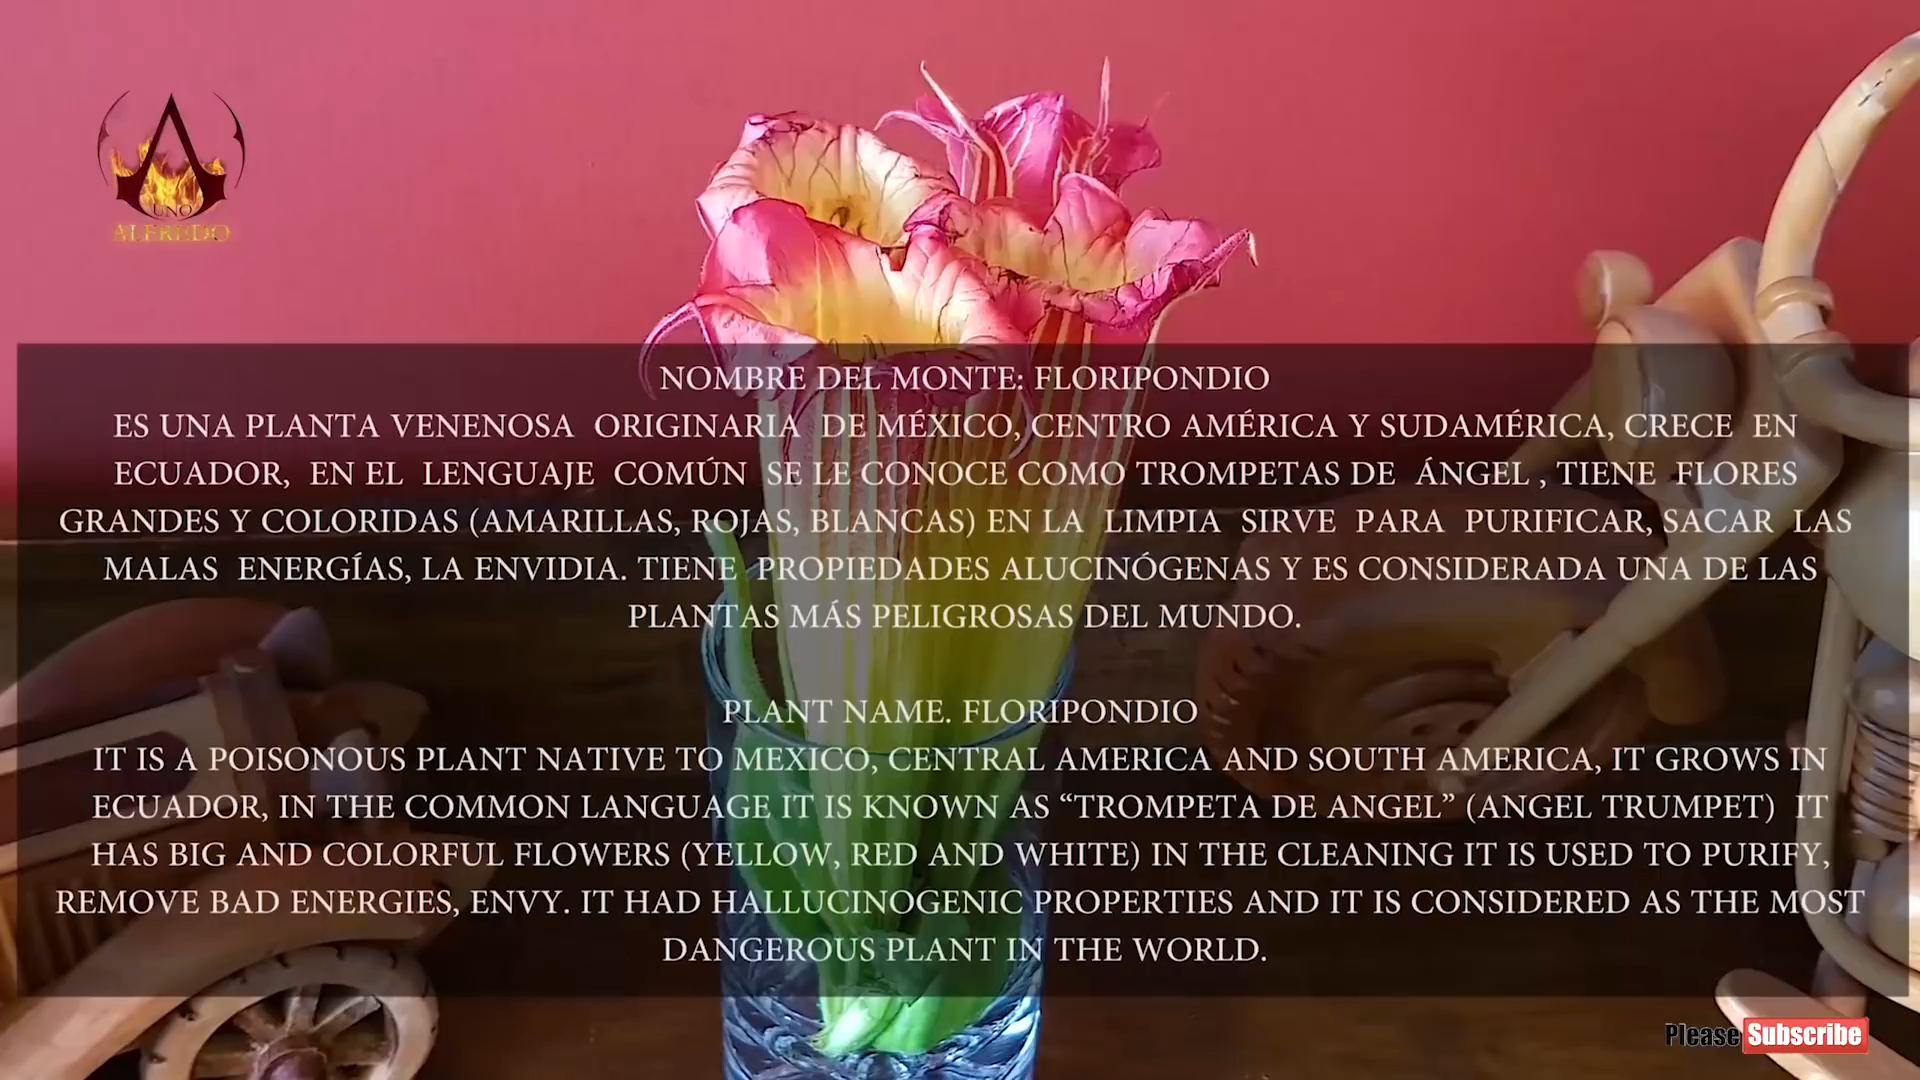 UNO
ALFREDO
NOMBRE DEL MONTE: FLORIPONDIO
ES UNA PLANTA VENENOSA ORIGINARIA DE MÉXICO, CENTRO AMÉRICA Y SUDAMÉRICA, CRECE EN
ECUADOR, EN EL LENGUAJE COMÚN SE LE CONOCE COMO TROMPETAS DE ÁNGEL , TIENE FLORES
GRANDES Y COLORIDAS (AMARILLAS, ROJAS, BLANCAS) EN LA LIMPIA SIRVE PARA PURIFICAR, SACAR LAS
MALAS ENERGÍAS, LA ENVIDIA. TIENE PROPIEDADES ALUCINÓGENAS Y ES CONSIDERADA UNA DE LAS
PLANTAS MÁS PELIGROSAS DEL MUNDO.
PLANT NAME. FLORIPONDIO
IT IS A POISONOUS PLANT NATIVE TO MEXICO, CENTRAL AMERICA AND SOUTH AMERICA, IT GROWS IN
ECUADOR, IN THE COMMON LANGUAGE IT IS KNOWN AS “TROMPETA DE ANGEL” (ANGEL TRUMPET) IT
HAS BIG AND COLORFUL FLOWERS (YELLOW, RED AND WHITE) IN THE CLEANING IT IS USED TO PURIFY,
REMOVE BAD ENERGIES, ENVY. IT HAD HALLUCINOGENIC PROPERTIES AND IT IS CONSIDERED AS THE MOST
DANGEROUS PLANT IN THE WORLD.
Please Subscribe